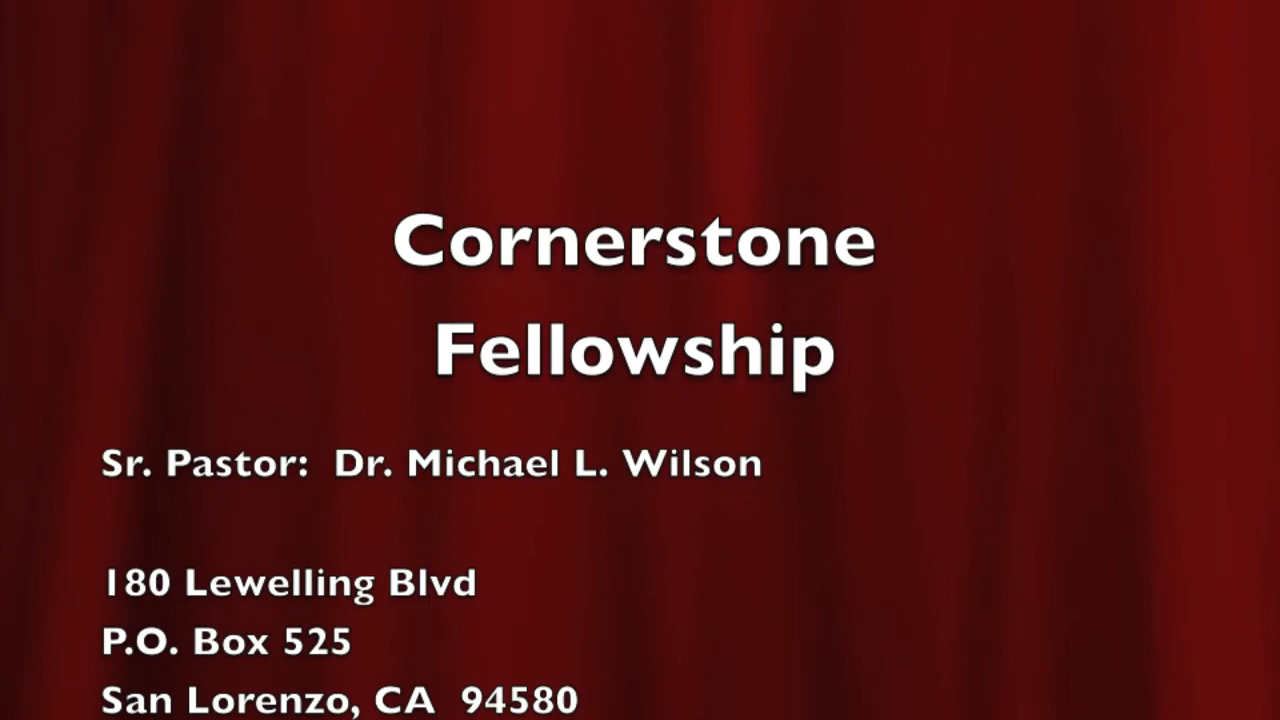 Cornerstone
Fellowship
Sr. Pastor:  Dr. Michael L. Wilson
180 Lewelling Blvd
P.O. Box 525
San Lorenzo, CA  94580